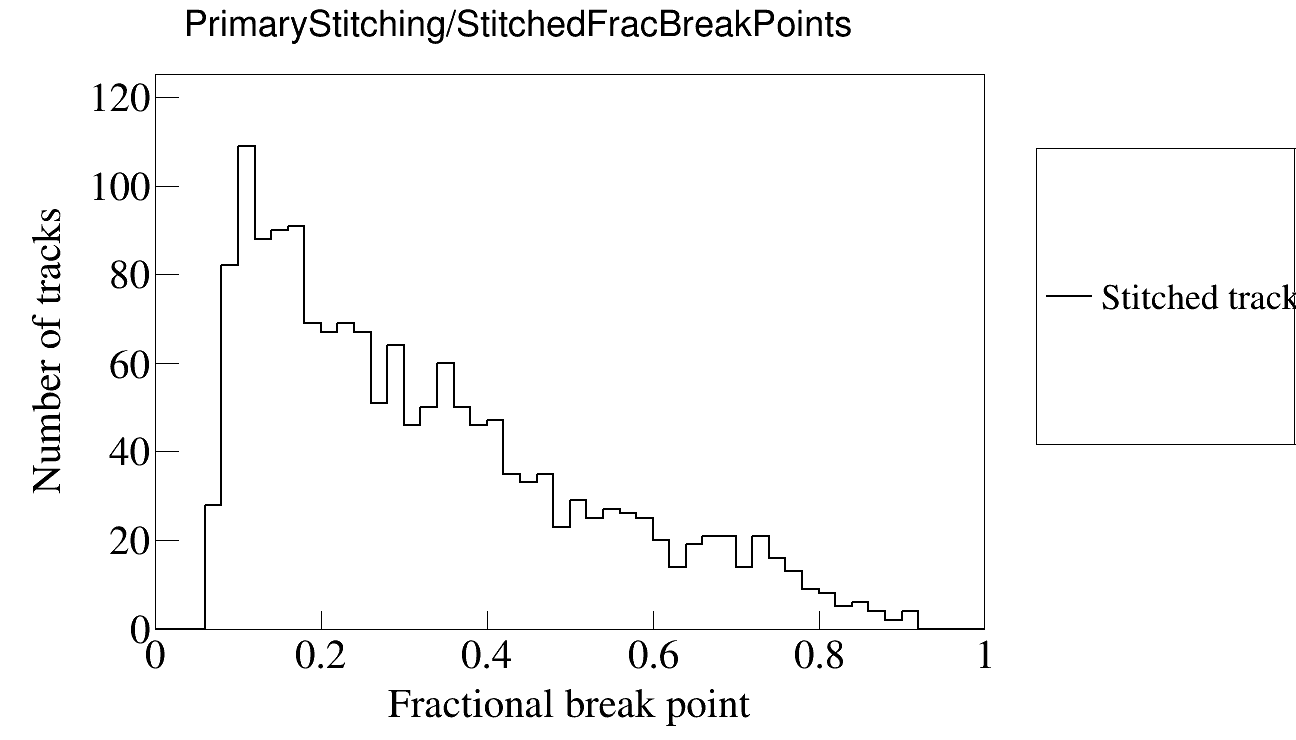 PrimaryStitching/StitchedFracBreakPoints
120
100
80
60
40
20
0
Number of tracks
0 0.2 0.4 0.6 0.8 1
Fractional break point
Stitched track